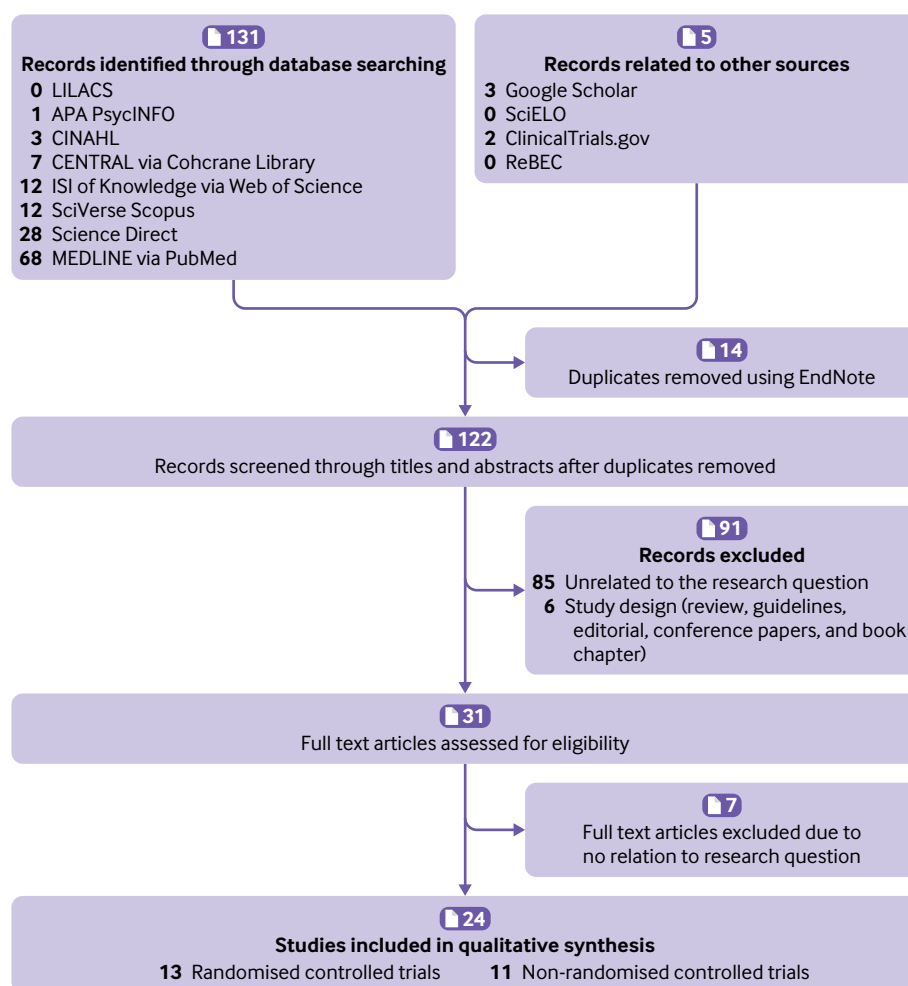 131
Records identified through database searching
0 LILACS
1 APA PsycINFO
3 CINAHL
7 CENTRAL via Cohcrane Library
12 ISI of Knowledge via Web of Science
12 SciVerse Scopus
28 Science Direct
68 MEDLINE via PubMed
5
Records related to other sources
3 Google Scholar
0 SciELO
2 ClinicalTrials.gov
0 ReBEC
14
Duplicates removed using EndNote
122
Records screened through titles and abstracts after duplicates removed
91
Records excluded
85 Unrelated to the research question
6 Study design (review, guidelines,
editorial, conference papers, and book
chapter)
31
Full text articles assessed for eligibility
7
Full text articles excluded due to
no relation to research question
24
Studies included in qualitative synthesis
13 Randomised controlled trials 11 Non-randomised controlled trials